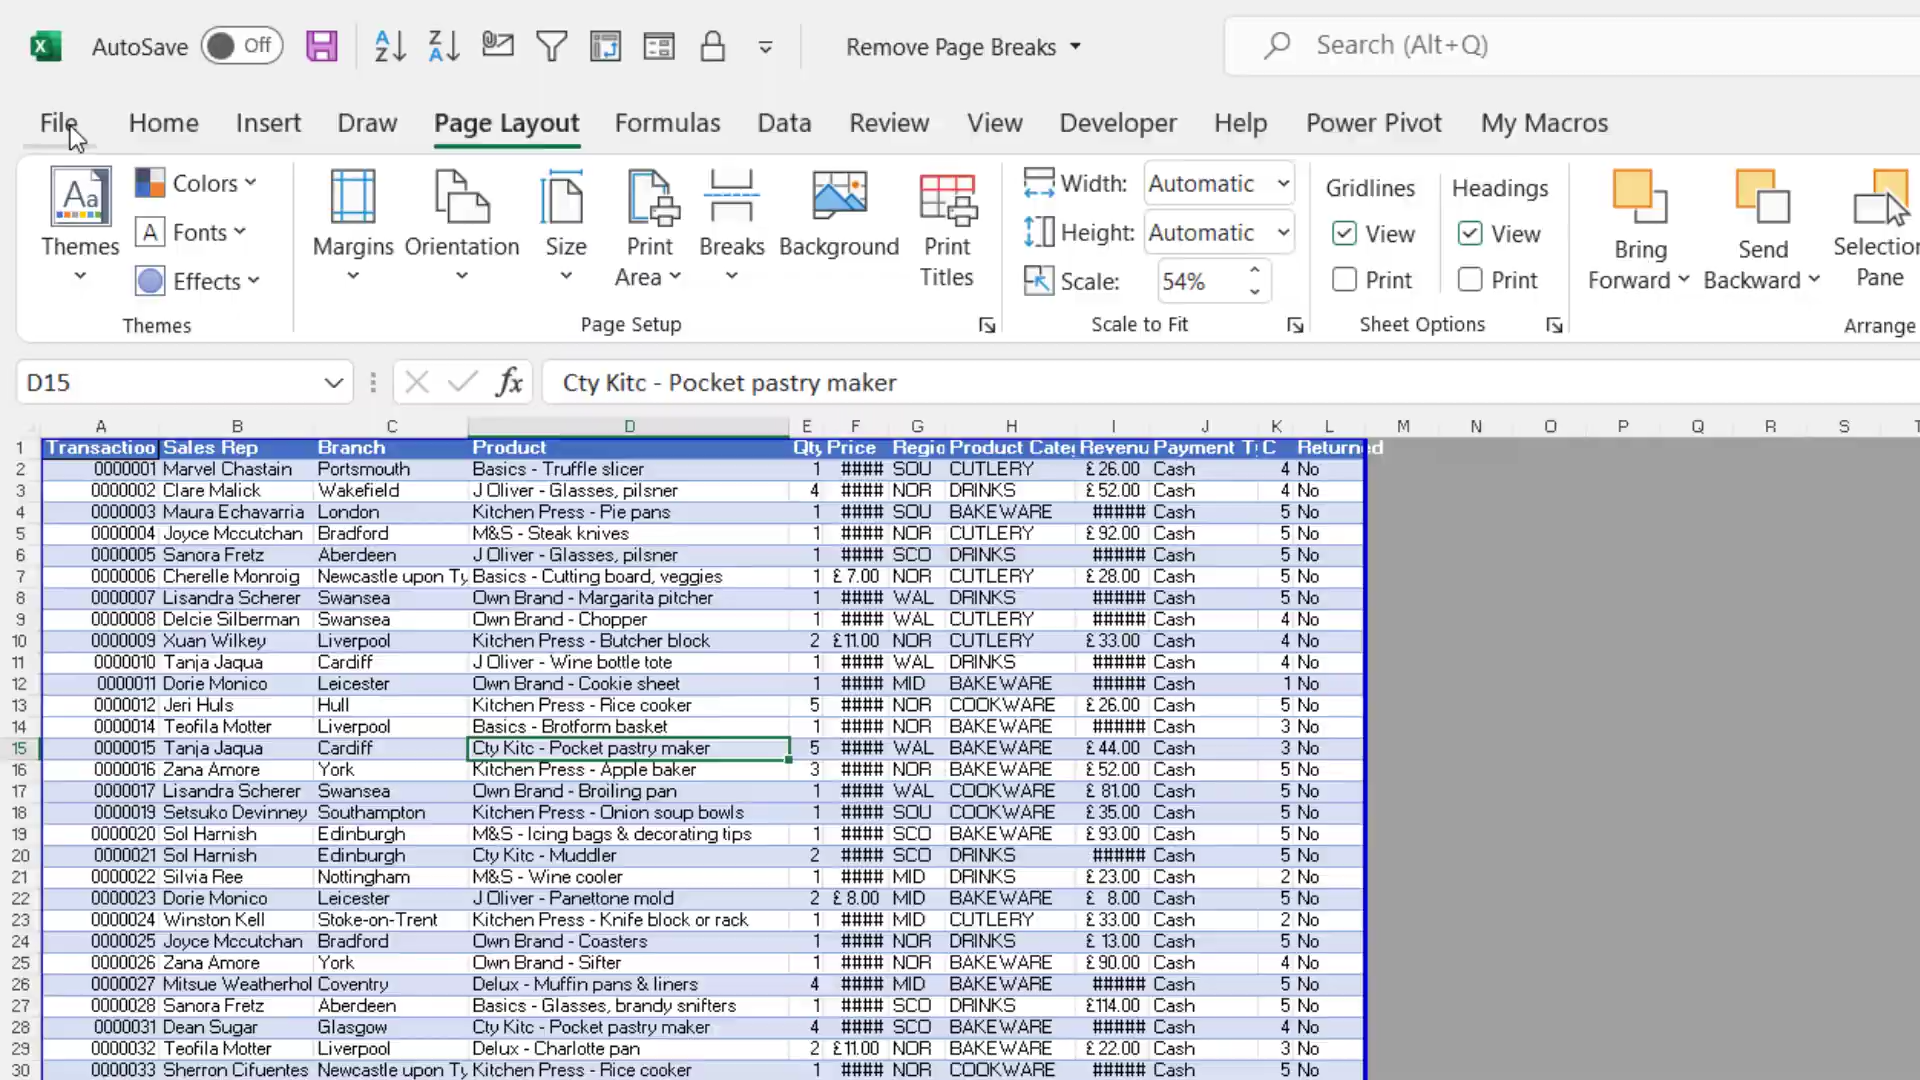 AutoSave Off Remove Page Breaks Search (Alt+Q)
File Home Insert Draw Page Layout Formulas Data Review View Developer Help Power Pivot My Macros
Themes Colors Fonts Effects Themes
Margins Orientation Size Print Area Breaks Background Print Titles Page Setup
Width: Automatic
Height: Automatic
Scale: 54%
Scale to Fit
Gridlines Headings
View View
Print Print
Sheet Options
Bring Forward Send Backward Selection Pane
Arrange
D15 fx Cty Kitc - Pocket pastry maker
A B C D E F G H I J K L M N O P Q R S
1 Transactioo Sales Rep Branch Product Qty Price Regio Product Categ Revenu Payment T C Returned
2 0000001 Marvel Chastain Portsmouth Basics - Truffle slicer 1 #### SOU CUTLERY £ 26.00 Cash 4 No
3 0000002 Clare Malick Wakefield J Oliver - Glasses, pilsner 4 #### NOR DRINKS £ 52.00 Cash 4 No
4 0000003 Maura Echavarria London Kitchen Press - Pie pans 1 #### SOU BAKEWARE ##### Cash 5 No
5 0000004 Joyce Mccutchan Bradford M&S - Steak knives 1 #### NOR CUTLERY £ 92.00 Cash 5 No
6 0000005 Sanora Fretz Aberdeen J Oliver - Glasses, pilsner 1 #### SCO DRINKS ##### Cash 5 No
7 0000006 Cherelle Monroig Newcastle upon Ty Basics - Cutting board, veggies 1 £ 7.00 NOR CUTLERY £ 28.00 Cash 5 No
8 0000007 Lisandra Scherer Swansea Own Brand - Margarita pitcher 1 #### WAL DRINKS ##### Cash 5 No
9 0000008 Delcie Silberman Swansea Own Brand - Chopper 1 #### WAL CUTLERY ##### Cash 4 No
10 0000009 Xuan Wilkey Liverpool Kitchen Press - Butcher block 2 £11.00 NOR CUTLERY £ 33.00 Cash 4 No
11 0000010 Tanja Jaqua Cardiff J Oliver - Wine bottle tote 1 #### WAL DRINKS ##### Cash 4 No
12 0000011 Dorie Monico Leicester Own Brand - Cookie sheet 1 #### MID BAKEWARE ##### Cash 1 No
13 0000012 Jeri Huls Hull Kitchen Press - Rice cooker 5 #### NOR COOKWARE £ 26.00 Cash 5 No
14 0000014 Teofila Motter Liverpool Basics - Brotform basket 1 #### NOR BAKEWARE ##### Cash 3 No
15 0000015 Tanja Jaqua Cardiff Cty Kitc - Pocket pastry maker 5 #### WAL BAKEWARE £ 44.00 Cash 3 No
16 0000016 Zana Amore York Kitchen Press - Apple baker 3 #### NOR BAKEWARE £ 52.00 Cash 5 No
17 0000017 Lisandra Scherer Swansea Own Brand - Broiling pan 1 #### WAL COOKWARE £ 81.00 Cash 5 No
18 0000019 Setsuko Devinney Southampton Kitchen Press - Onion soup bowls 1 #### SOU COOKWARE £ 35.00 Cash 5 No
19 0000020 Sol Harnish Edinburgh M&S - Icing bags & decorating tips 1 #### SCO BAKEWARE £ 93.00 Cash 5 No
20 0000021 Sol Harnish Edinburgh Cty Kitc - Muddler 2 #### SCO DRINKS ##### Cash 5 No
21 0000022 Silvia Ree Nottingham M&S - Wine cooler 1 #### MID DRINKS £ 23.00 Cash 2 No
22 0000023 Dorie Monico Leicester J Oliver - Panettone mold 2 £ 8.00 MID BAKEWARE £ 8.00 Cash 5 No
23 0000024 Winston Kell Stoke-on-Trent Kitchen Press - Knife block or rack 1 #### MID CUTLERY £ 33.00 Cash 2 No
24 0000025 Joyce Mccutchan Bradford Own Brand - Coasters 1 #### NOR DRINKS £ 13.00 Cash 5 No
25 0000026 Zana Amore York Own Brand - Sifter 1 #### NOR BAKEWARE £ 90.00 Cash 4 No
26 0000027 Mitsue Weatherhol Coventry Delux - Muffin pans & liners 4 #### MID BAKEWARE ##### Cash 5 No
27 0000028 Sanora Fretz Aberdeen Basics - Glasses, brandy snifters 1 #### SCO DRINKS £114.00 Cash 5 No
28 0000031 Dean Sugar Glasgow Cty Kitc - Pocket pastry maker 4 #### SCO BAKEWARE ##### Cash 4 No
29 0000032 Teofila Motter Liverpool Delux - Charlotte pan 2 £11.00 NOR BAKEWARE £ 22.00 Cash 3 No
30 0000033 Sherron Cifuentes Newcastle upon Ty Kitchen Press - Rice cooker 1 #### NOR COOKWARE ##### Cash 5 No